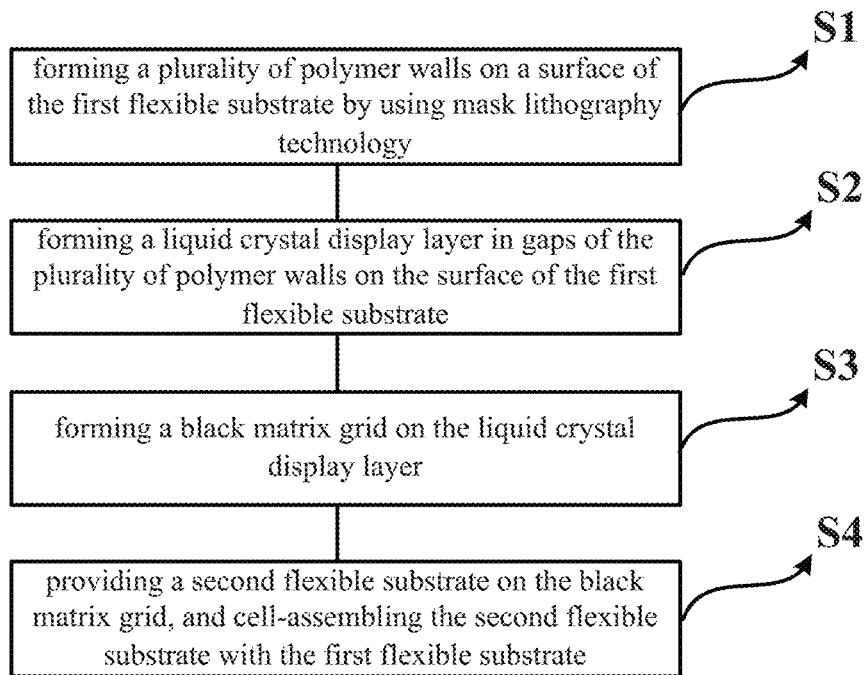 S1
forming a plurality of polymer walls on a surface of
the first flexible substrate by using mask lithography
technology
S2
forming a liquid crystal display layer in gaps of the
plurality of polymer walls on the surface of the first
flexible substrate
S3
forming a black matrix grid on the liquid crystal
display layer
S4
providing a second flexible substrate on the black
matrix grid, and cell-assembling the second flexible
substrate with the first flexible substrate